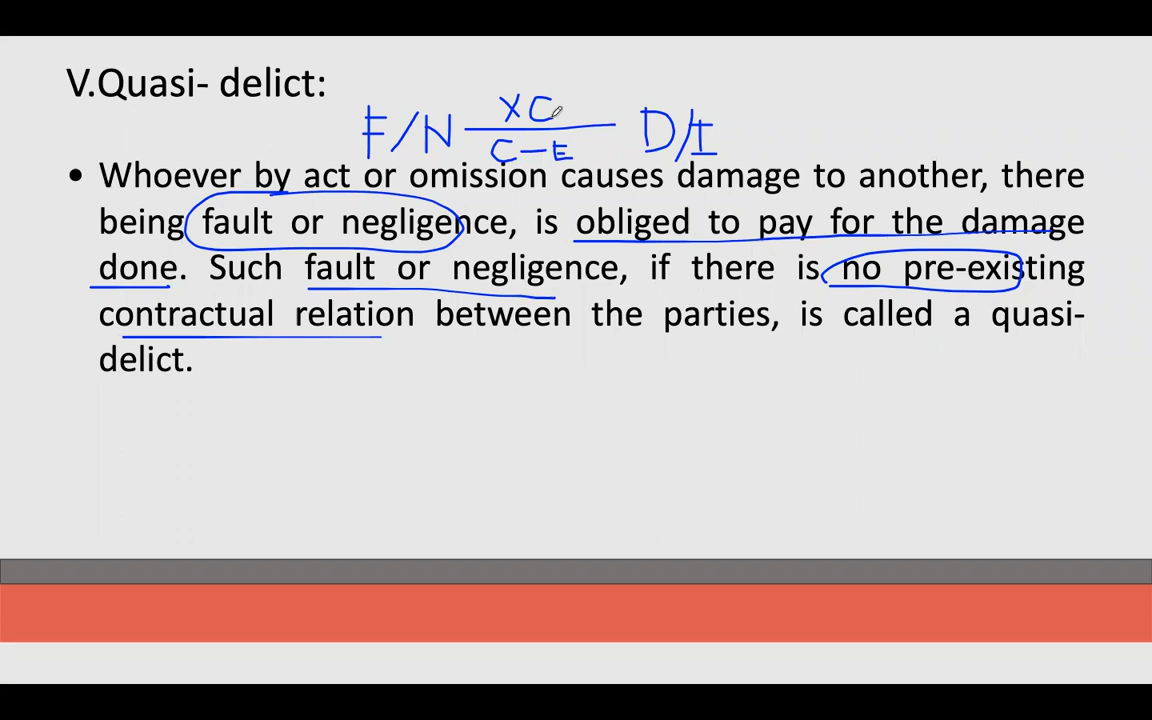 V.Quasi- delict:
XC
F/N D/I
C-E
• Whoever by act or omission causes damage to another, there
being fault or negligence, is obliged to pay for the damage
done. Such fault or negligence, if there is no pre-existing
contractual relation between the parties, is called a quasi-
delict.